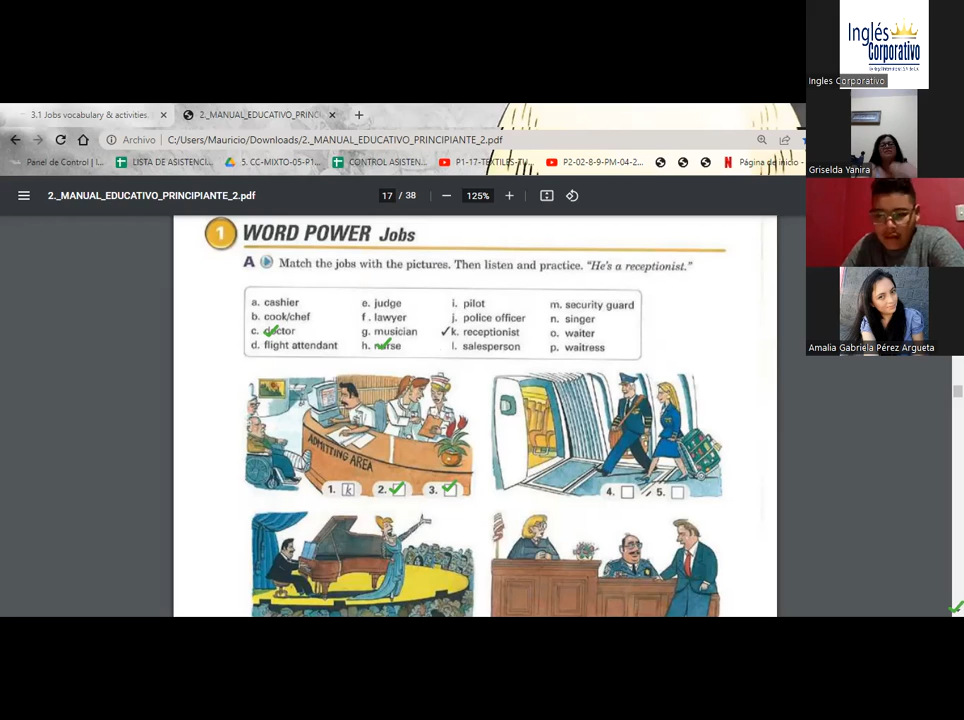 Inglés
Corporativo
Ingles Corporativo
3.1 Jobs vocabulary & activities
2._MANUAL_EDUCATIVO_PRINCI
Archivo
C:/Users/Mauricio/Downloads/2._MANUAL_EDUCATIVO_PRINCIPIANTE_2.pdf
Panel de Control | I...
LISTA DE ASISTENCI...
5. CC-MIXTO-05-P1...
CONTROL ASISTEN...
P1-17-TEXTILES-TU...
P2-02-8-9-PM-04-2...
Página de inicio -
Griselda Yanira
2._MANUAL_EDUCATIVO_PRINCIPIANTE_2.pdf
17 / 38
125%
1 WORD POWER Jobs
A Match the jobs with the pictures. Then listen and practice. "He's a receptionist."
a. cashier
b. cook/chef
c. doctor
d. flight attendant
e. judge
f. lawyer
g. musician
h. nurse
i. pilot
j. police officer
k. receptionist
l. salesperson
m. security guard
n. singer
o. waiter
p. waitress
Amalia Gabriela Pérez Argueta
ADMITTING AREA
1. k
2.
3.
4.
5.